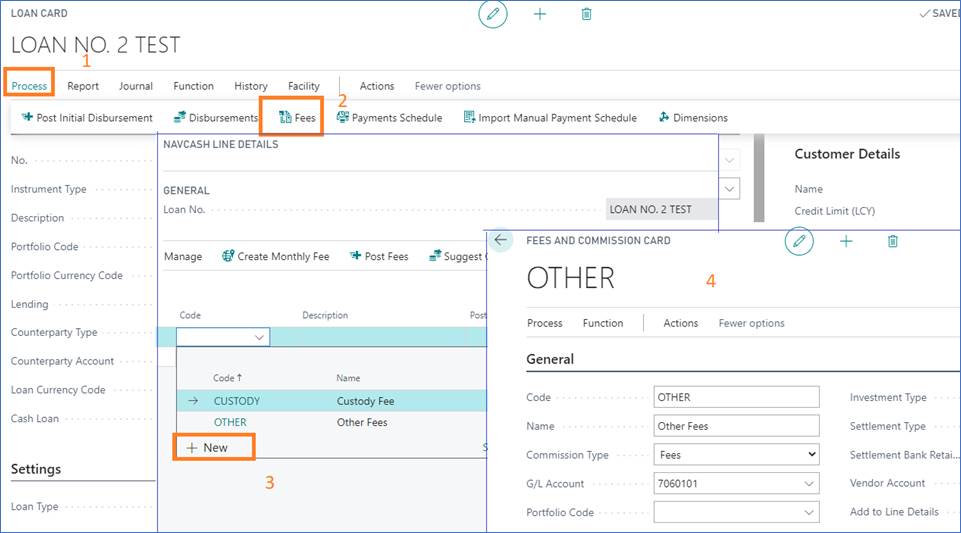 LOAN CARD
SAVED
LOAN NO. 2 TEST
1
Process Report Journal Function History Facility Actions Fewer options
2
Post Initial Disbursement Disbursements Fees Payments Schedule Import Manual Payment Schedule Dimensions
No.
Instrument Type
Description
Portfolio Code
Portfolio Currency Code
Lending
Counterparty Type
Counterparty Account
Loan Currency Code
Cash Loan
Settings
Loan Type
NAVCASH LINE DETAILS
GENERAL
Loan No. LOAN NO. 2 TEST
Manage Create Monthly Fee Post Fees Suggest
Code Description Post
Code ↑ Name
→ CUSTODY Custody Fee
OTHER Other Fees
+ New
3
Customer Details
Name
Credit Limit (LCY)
FEES AND COMMISSION CARD
OTHER
4
Process Function Actions Fewer options
General
Code OTHER
Name Other Fees
Commission Type Fees
G/L Account 7060101
Portfolio Code
Investment Type
Settlement Type
Settlement Bank Retai...
Vendor Account
Add to Line Details